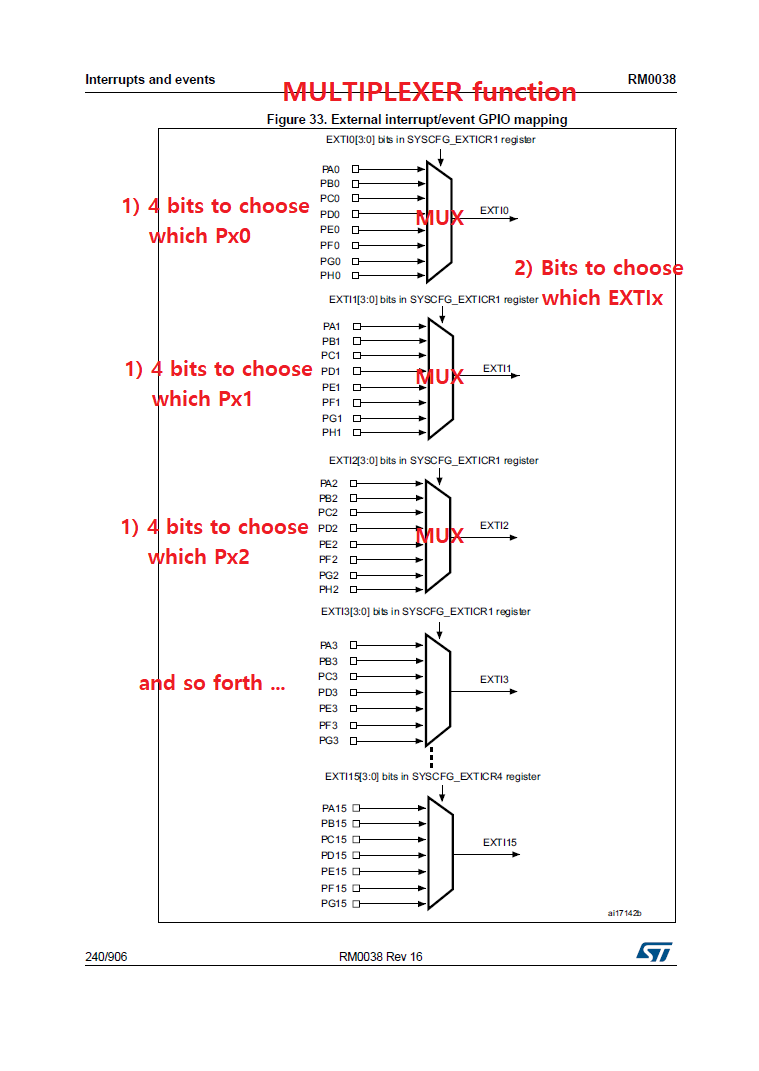 Interrupts and events
RM0038
MULTIPLEXER function
Figure 33. External interrupt/event GPIO mapping
EXTI0[3:0] bits in SYSCFG_EXTICR1 register
PA0
PB0
1) 4 bits to choose
which Px0
PC0
PD0
PE0
PF0
PG0
PH0
MUX
EXTI0
2) Bits to choose
which EXTIx
EXTI1[3:0] bits in SYSCFG_EXTICR1 register
PA1
PB1
PC1
1) 4 bits to choose
which Px1
PD1
PE1
PF1
PG1
PH1
MUX
EXTI1
EXTI2[3:0] bits in SYSCFG_EXTICR1 register
PA2
PB2
PC2
1) 4 bits to choose
which Px2
PD2
PE2
PF2
PG2
PH2
MUX
EXTI2
EXTI3[3:0] bits in SYSCFG_EXTICR1 register
PA3
PB3
PC3
and so forth ...
PD3
PE3
PF3
PG3
EXTI3
EXTI15[3:0] bits in SYSCFG_EXTICR4 register
PA15
PB15
PC15
PD15
PE15
PF15
PG15
EXTI15
ai17142b
240/906
RM0038 Rev 16
ST